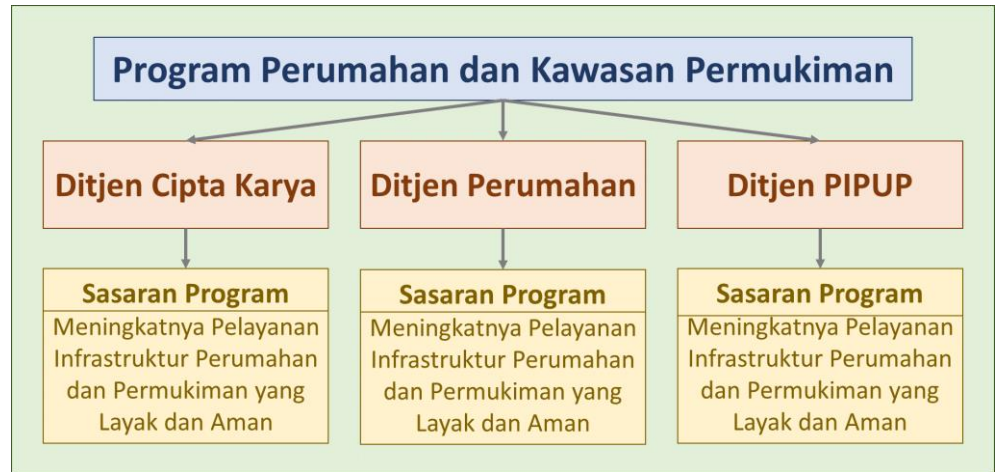 Program Perumahan dan Kawasan Permukiman
Ditjen Cipta Karya
Ditjen Perumahan
Ditjen PIPUP
Sasaran Program
Meningkatnya Pelayanan
Infrastruktur Perumahan
dan Permukiman yang
Layak dan Aman
Sasaran Program
Meningkatnya Pelayanan
Infrastruktur Perumahan
dan Permukiman yang
Layak dan Aman
Sasaran Program
Meningkatnya Pelayanan
Infrastruktur Perumahan
dan Permukiman yang
Layak dan Aman